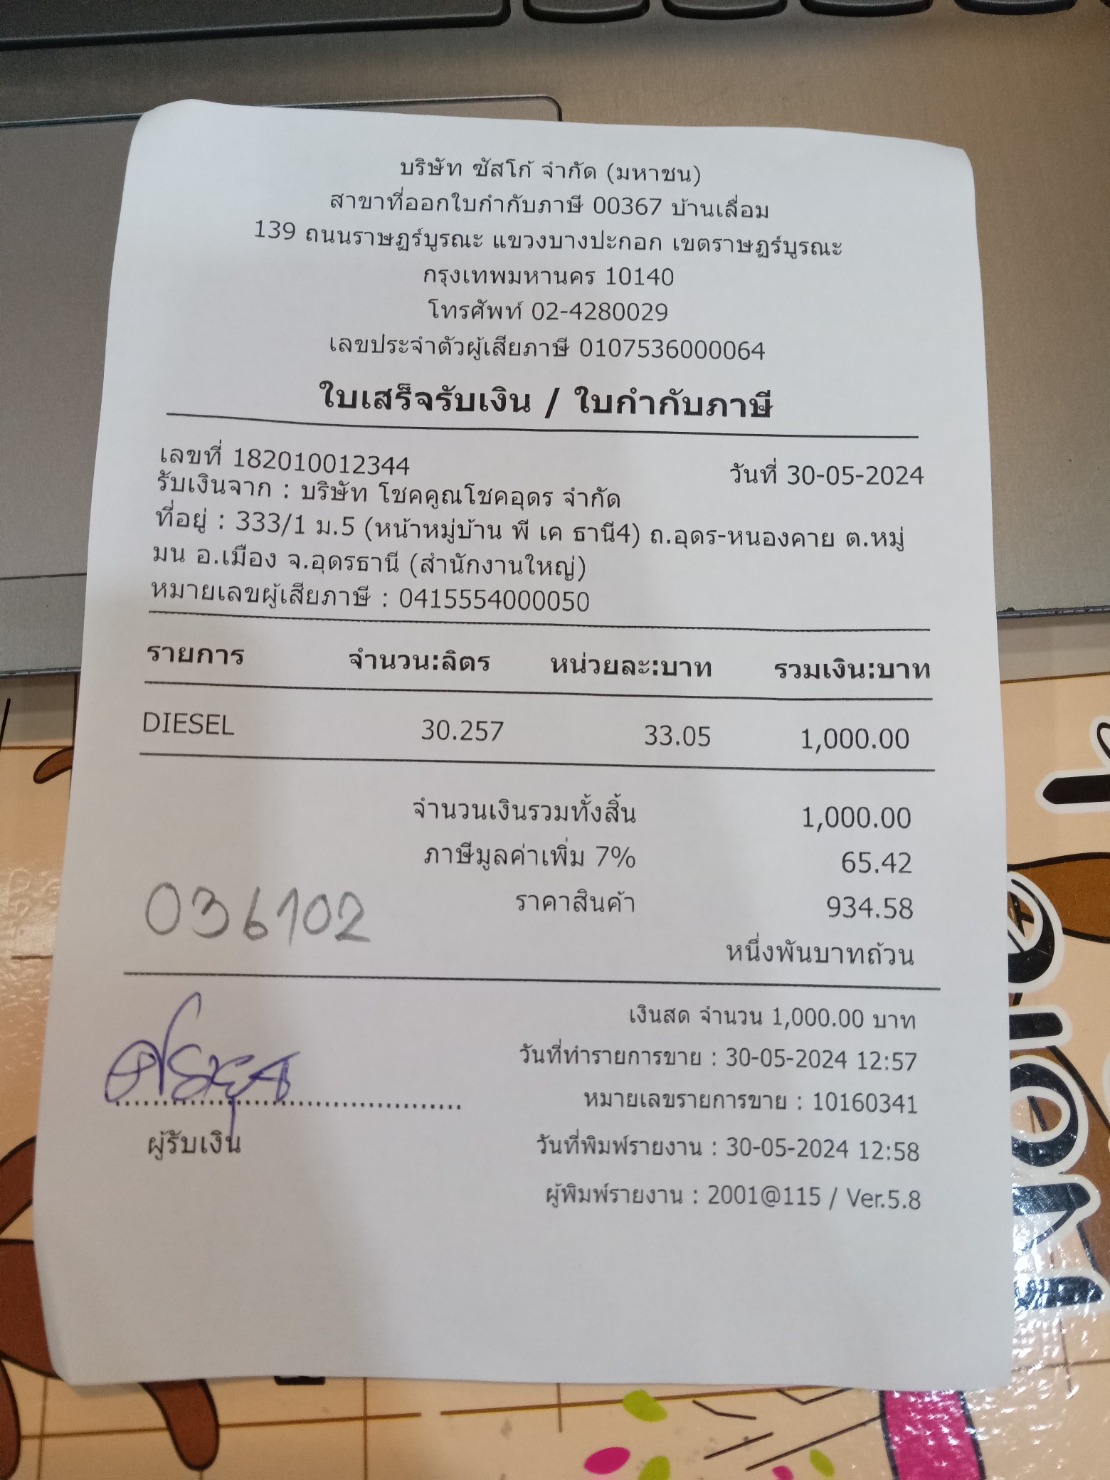 บริษัท ซัสโก้ จำกัด (มหาชน)
สาขาที่ออกใบกำกับภาษี 00367 บ้านเลื่อม
139 ถนนราษฎร์บูรณะ แขวงบางปะกอก เขตราษฎร์บูรณะ
กรุงเทพมหานคร 10140
โทรศัพท์ 02-4280029
เลขประจำตัวผู้เสียภาษี 0107536000064
ใบเสร็จรับเงิน / ใบกำกับภาษี
เลขที่ 182010012344 วันที่ 30-05-2024
รับเงินจาก : บริษัท โชคคูณโชคอุดร จำกัด
ที่อยู่ : 333/1 ม.5 (หน้าหมู่บ้าน พี เค ธานี4) ถ.อุดร-หนองคาย ต.หมู่
มน อ.เมือง จ.อุดรธานี (สำนักงานใหญ่)
หมายเลขผู้เสียภาษี : 0415554000050
รายการ จำนวน:ลิตร หน่วยละ:บาท รวมเงิน:บาท
DIESEL 30.257 33.05 1,000.00
จำนวนเงินรวมทั้งสิ้น 1,000.00
ภาษีมูลค่าเพิ่ม 7% 65.42
ราคาสินค้า 934.58
036102
หนึ่งพันบาทถ้วน
เงินสด จำนวน 1,000.00 บาท
วันที่ทำรายการขาย : 30-05-2024 12:57
หมายเลขรายการขาย : 10160341
ผู้รับเงิน
วันที่พิมพ์รายงาน : 30-05-2024 12:58
ผู้พิมพ์รายงาน : 2001@115 / Ver.5.8
More